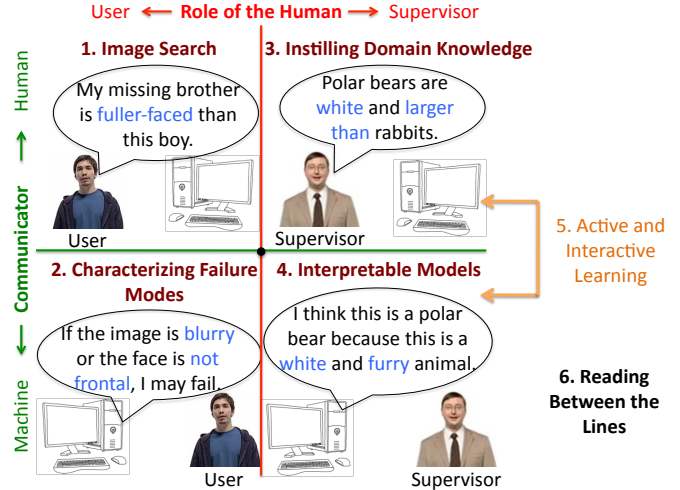 User ← Role of the Human → Supervisor
1. Image Search
My missing brother
is fuller-faced than
this boy.
User
3. Instilling Domain Knowledge
Polar bears are
white and larger
than rabbits.
Supervisor
Human
Communicator
Machine
2. Characterizing Failure
Modes
If the image is blurry
or the face is not
frontal, I may fail.
User
4. Interpretable Models
I think this is a polar
bear because this is a
white and furry animal.
Supervisor
5. Active and
Interactive
Learning
6. Reading
Between the
Lines